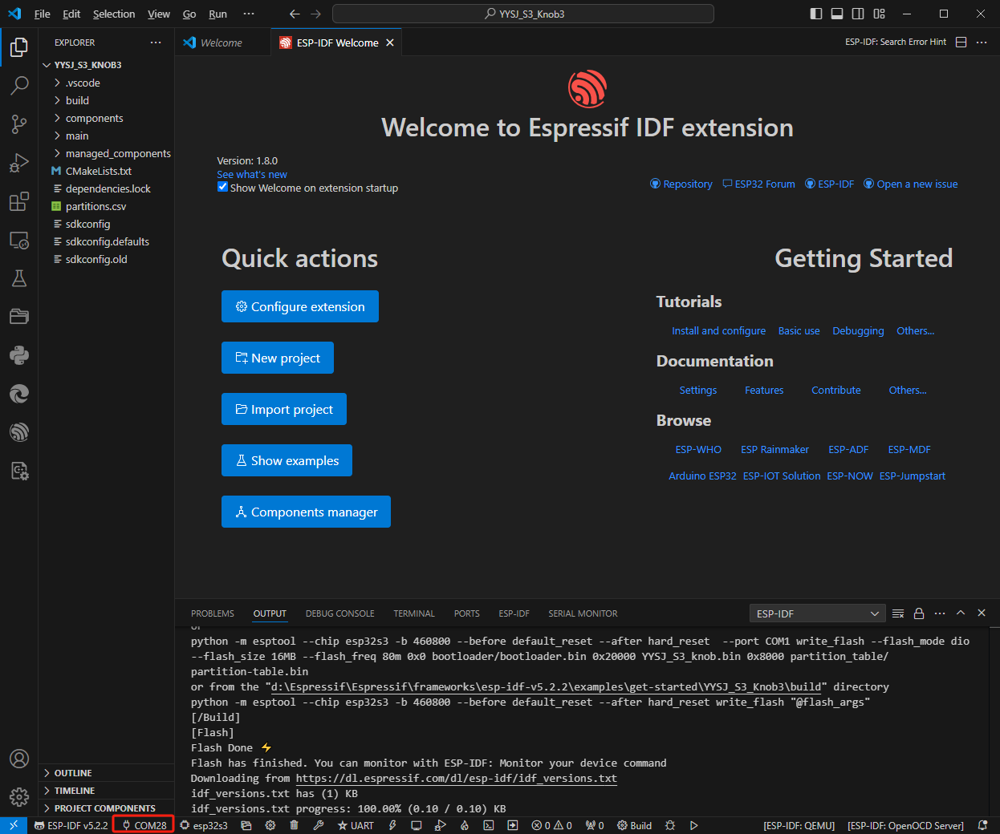 File Edit Selection View Go Run ··· YYSJ_S3_Knob3
EXPLORER ···
Welcome
ESP-IDF Welcome
ESP-IDF: Search Error Hint ···
YYSJ_S3_KNOB3
.vscode
build
components
main
managed_components
CMakeLists.txt
dependencies.lock
partitions.csv
sdkconfig
sdkconfig.defaults
sdkconfig.old
OUTLINE
TIMELINE
PROJECT COMPONENTS
Welcome to Espressif IDF extension
Version: 1.8.0
See what's new
Show Welcome on extension startup
Repository ESP32 Forum ESP-IDF Open a new issue
Quick actions
Configure extension
New project
Import project
Show examples
Components manager
Getting Started
Tutorials
Install and configure Basic use Debugging Others...
Documentation
Settings Features Contribute Others...
Browse
ESP-WHO ESP Rainmaker ESP-ADF ESP-MDF
Arduino ESP32 ESP-IOT Solution ESP-NOW ESP-Jumpstart
PROBLEMS OUTPUT DEBUG CONSOLE TERMINAL PORTS ESP-IDF SERIAL MONITOR ESP-IDF ···
or
python -m esptool --chip esp32s3 -b 460800 --before default_reset --after hard_reset  --port COM1 write_flash --flash_mode dio
--flash_size 16MB --flash_freq 80m 0x0 bootloader/bootloader.bin 0x20000 YYSJ_S3_knob.bin 0x8000 partition_table/
partition-table.bin
or from the "d:\Espressif\Espressif\frameworks\esp-idf-v5.2.2\examples\get-started\YYSJ_S3_Knob3\build" directory
python -m esptool --chip esp32s3 -b 460800 --before default_reset --after hard_reset write_flash "@flash_args"
[/Build]
[Flash]
Flash Done ⚡
Flash has finished. You can monitor with ESP-IDF: Monitor your device command
Downloading from https://dl.espressif.com/dl/esp-idf/idf_versions.txt
idf_versions.txt has (1) KB
idf_versions.txt progress: 100.00% (0.10 / 0.10) KB
ESP-IDF v5.2.2 COM28 esp32s3 UART 0 0 0 Build [ESP-IDF: QEMU] [ESP-IDF: OpenOCD Server]